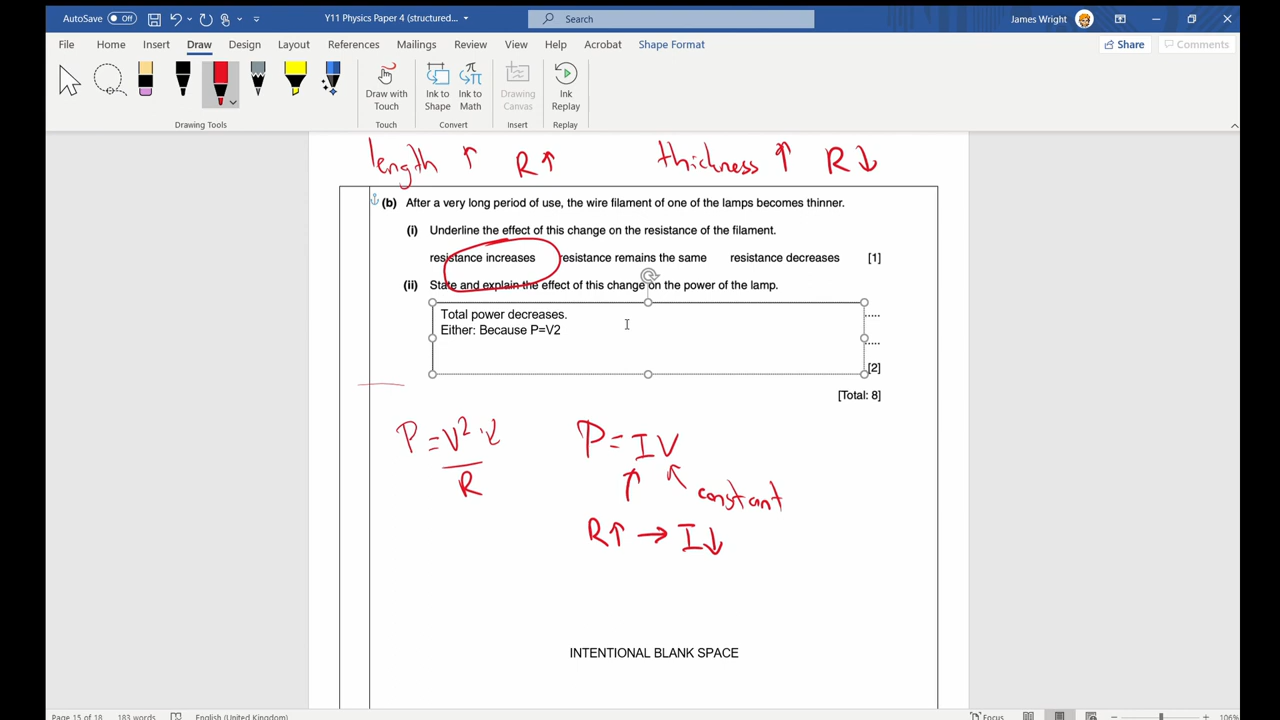 AutoSave Off Y11 Physics Paper 4 (structured... Search James Wright
File Home Insert Draw Design Layout References Mailings Review View Help Acrobat Shape Format Share Comments
Draw with Touch Ink to Shape Ink to Math Drawing Canvas Ink Replay
Drawing Tools Touch Convert Insert Replay
length ↑ R↑ thickness ↑ R↓
(b) After a very long period of use, the wire filament of one of the lamps becomes thinner.
(i) Underline the effect of this change on the resistance of the filament.
resistance increases resistance remains the same resistance decreases [1]
(ii) State and explain the effect of this change on the power of the lamp.
Total power decreases. .....
Either: Because P=V2
.....
[2]
[Total: 8]
P = V² P = IV
R
constant
R↑ → I↓
INTENTIONAL BLANK SPACE
Page 15 of 18 183 words English (United Kingdom) Focus 106%